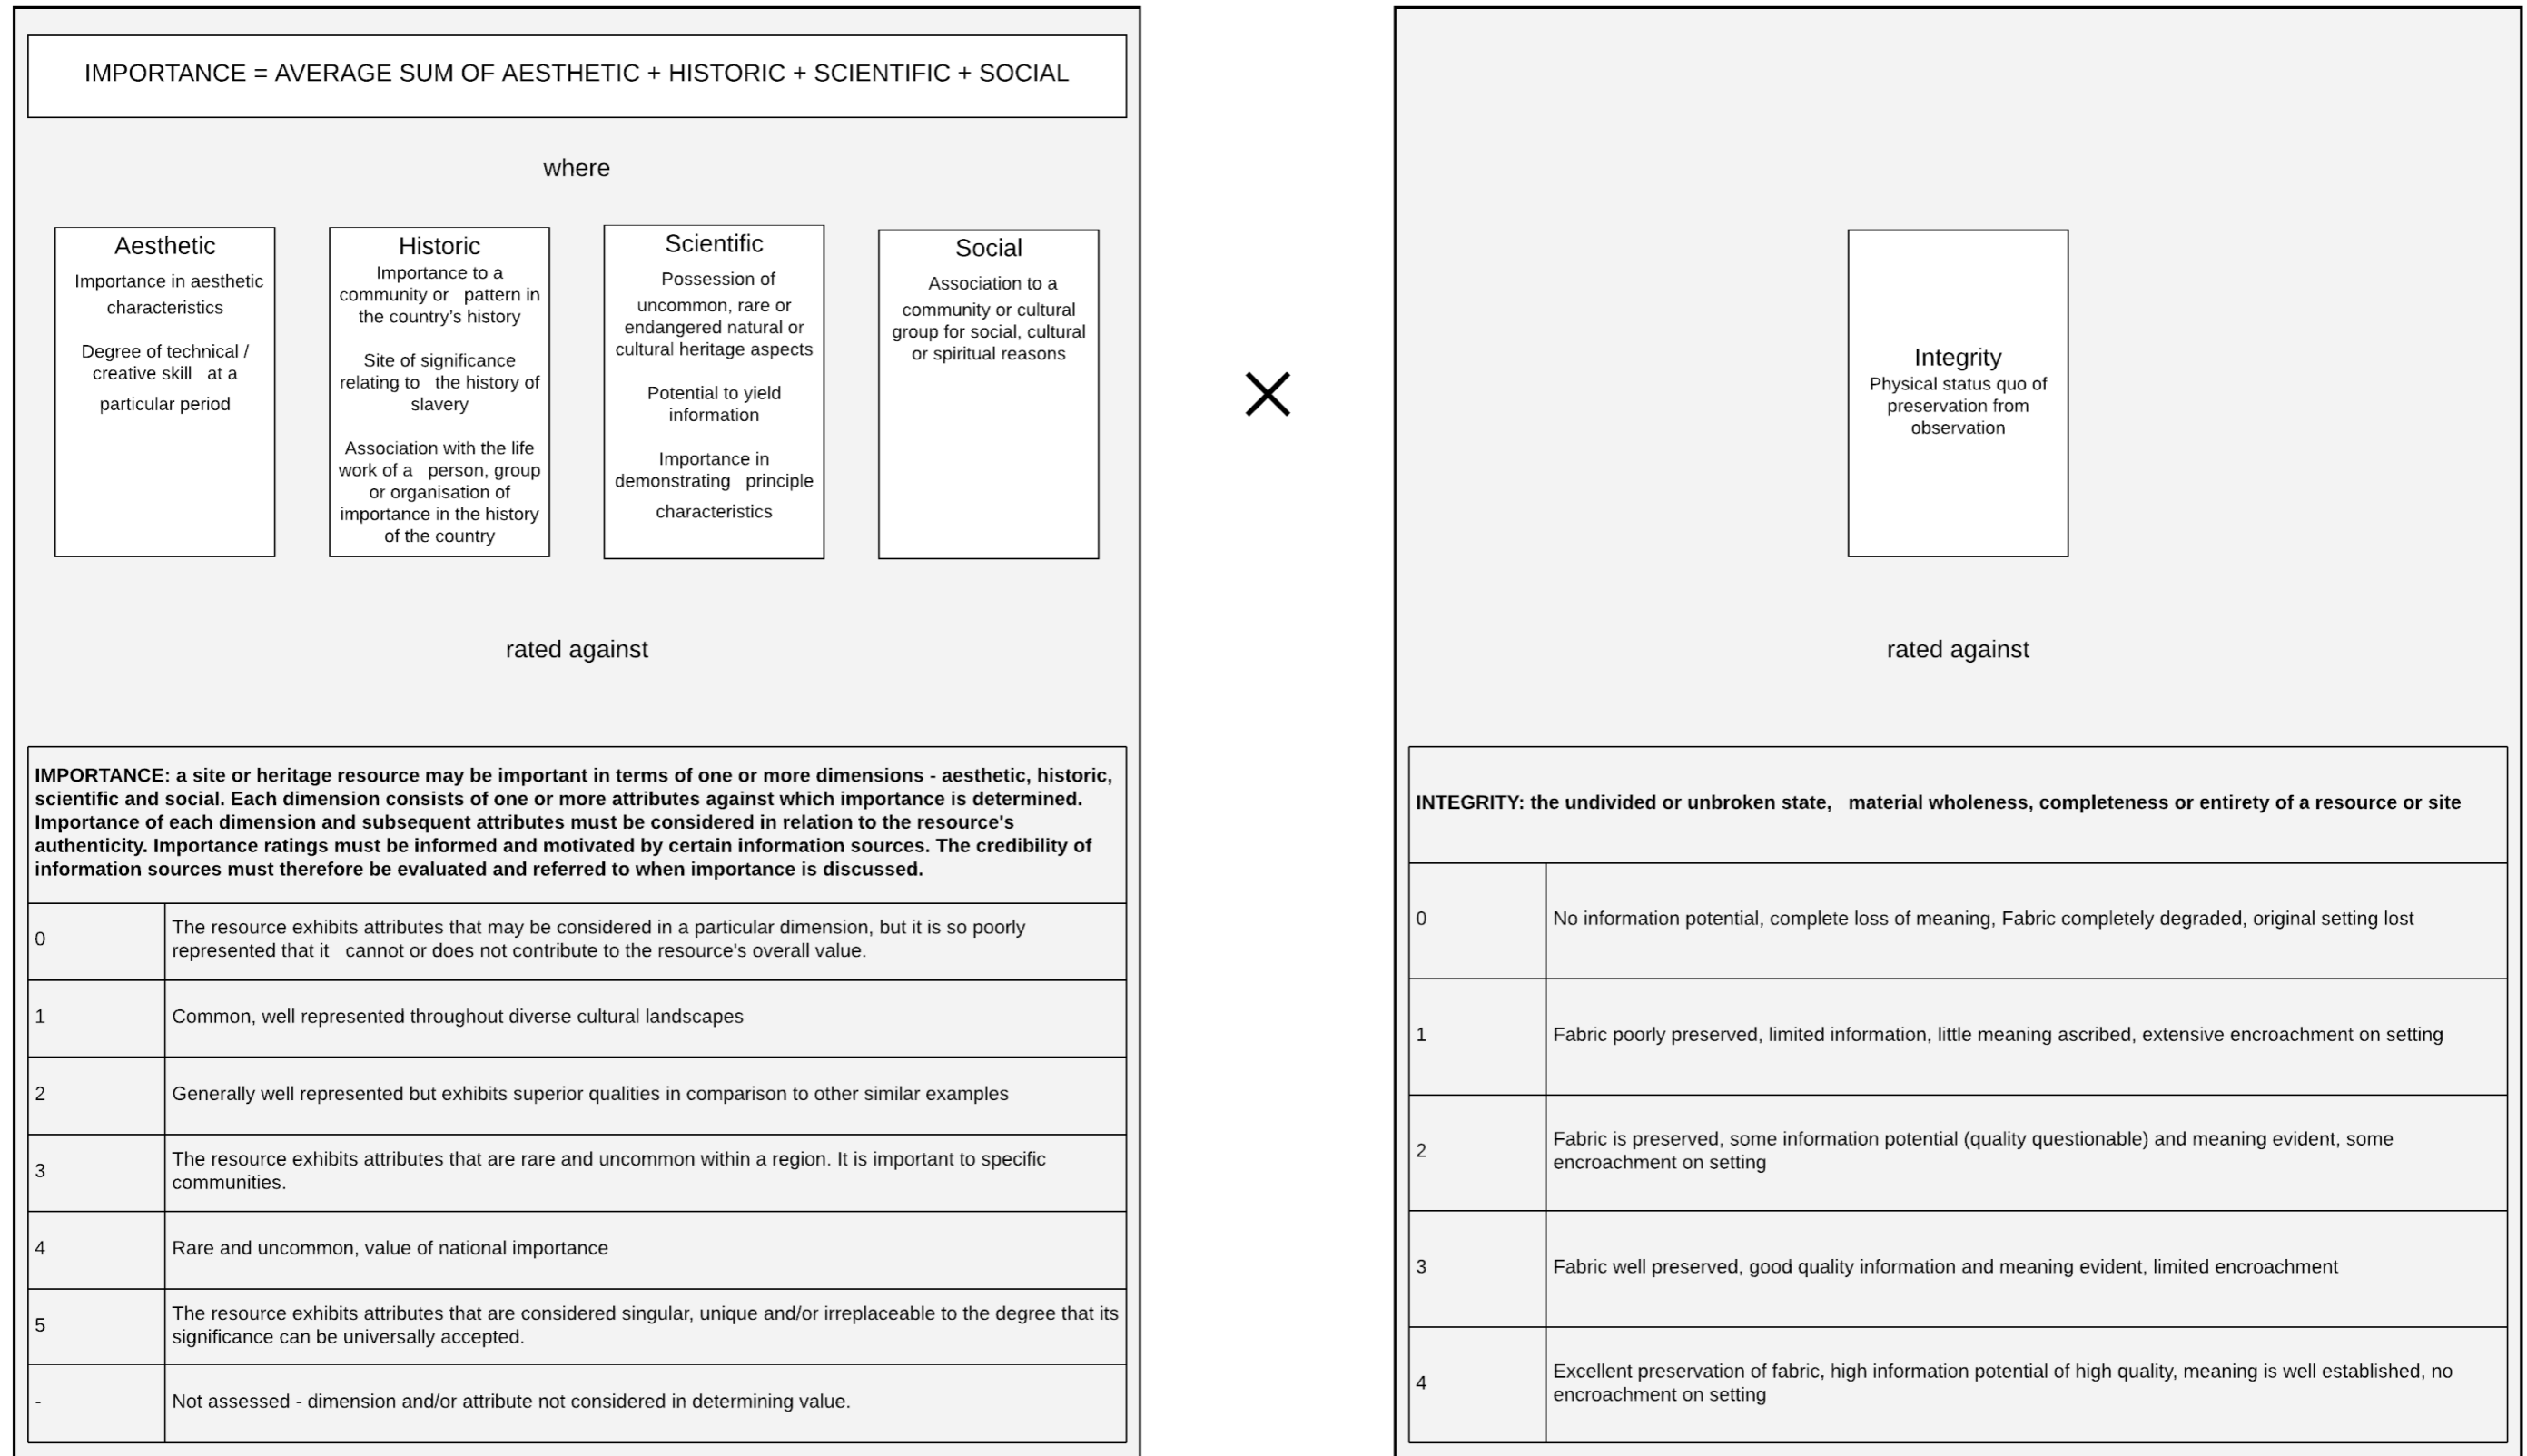 IMPORTANCE = AVERAGE SUM OF AESTHETIC + HISTORIC + SCIENTIFIC + SOCIAL
where
Aesthetic
Importance in aesthetic
characteristics
Degree of technical /
creative skill at a
particular period
Historic
Importance to a
community or pattern in
the country's history
Site of significance
relating to the history of
slavery
Association with the life
work of a person, group
or organisation of
importance in the history
of the country
Scientific
Possession of
uncommon, rare or
endangered natural or
cultural heritage aspects
Potential to yield
information
Importance in
demonstrating principle
characteristics
Social
Association to a
community or cultural
group for social, cultural
or spiritual reasons
rated against
IMPORTANCE: a site or heritage resource may be important in terms of one or more dimensions - aesthetic, historic,
scientific and social. Each dimension consists of one or more attributes against which importance is determined.
Importance of each dimension and subsequent attributes must be considered in relation to the resource's
authenticity. Importance ratings must be informed and motivated by certain information sources. The credibility of
information sources must therefore be evaluated and referred to when importance is discussed.
0
The resource exhibits attributes that may be considered in a particular dimension, but it is so poorly
represented that it cannot or does not contribute to the resource's overall value.
1
Common, well represented throughout diverse cultural landscapes
2
Generally well represented but exhibits superior qualities in comparison to other similar examples
3
The resource exhibits attributes that are rare and uncommon within a region. It is important to specific
communities.
4
Rare and uncommon, value of national importance
5
The resource exhibits attributes that are considered singular, unique and/or irreplaceable to the degree that its
significance can be universally accepted.
-
Not assessed - dimension and/or attribute not considered in determining value.
×
Integrity
Physical status quo of
preservation from
observation
rated against
INTEGRITY: the undivided or unbroken state, material wholeness, completeness or entirety of a resource or site
0
No information potential, complete loss of meaning, Fabric completely degraded, original setting lost
1
Fabric poorly preserved, limited information, little meaning ascribed, extensive encroachment on setting
2
Fabric is preserved, some information potential (quality questionable) and meaning evident, some
encroachment on setting
3
Fabric well preserved, good quality information and meaning evident, limited encroachment
4
Excellent preservation of fabric, high information potential of high quality, meaning is well established, no
encroachment on setting